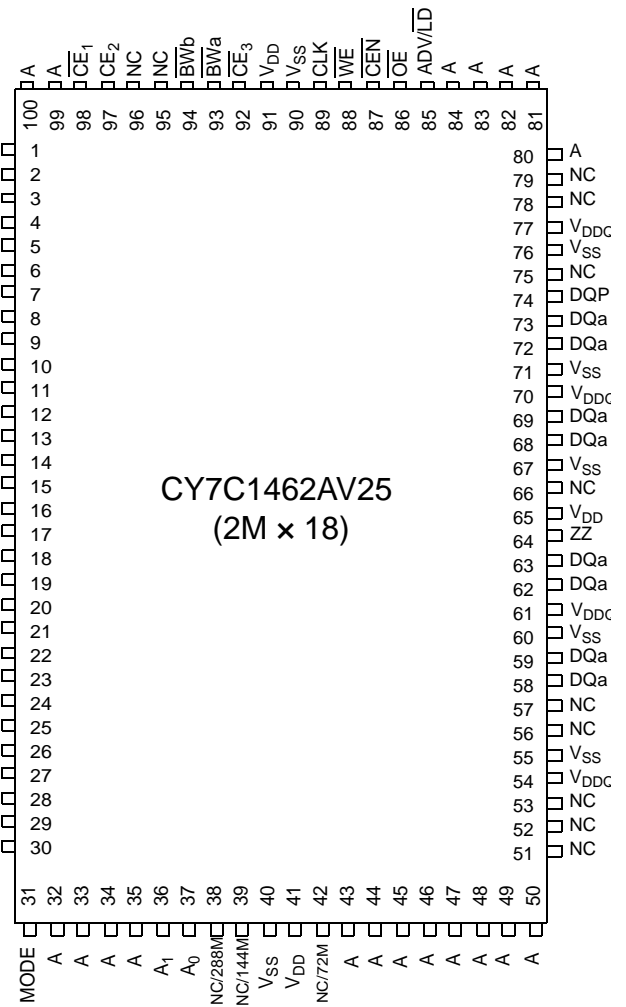 A A CE1 CE2 NC NC BWb BWa CE3 VDD VSS CLK WE CEN OE ADV/LD A A A A
100 99 98 97 96 95 94 93 92 91 90 89 88 87 86 85 84 83 82 81
1
2
3
4
5
6
7
8
9
10
11
12
13
14
15
16
17
18
19
20
21
22
23
24
25
26
27
28
29
30
CY7C1462AV25
(2M × 18)
80 A
79 NC
78 NC
77 VDDQ
76 VSS
75 NC
74 DQP
73 DQa
72 DQa
71 VSS
70 VDDQ
69 DQa
68 DQa
67 VSS
66 NC
65 VDD
64 ZZ
63 DQa
62 DQa
61 VDDQ
60 VSS
59 DQa
58 DQa
57 NC
56 NC
55 VSS
54 VDDQ
53 NC
52 NC
51 NC
31 32 33 34 35 36 37 38 39 40 41 42 43 44 45 46 47 48 49 50
MODE A A A A A1 A0 NC/288M NC/144M VSS VDD NC/72M A A A A A A A A